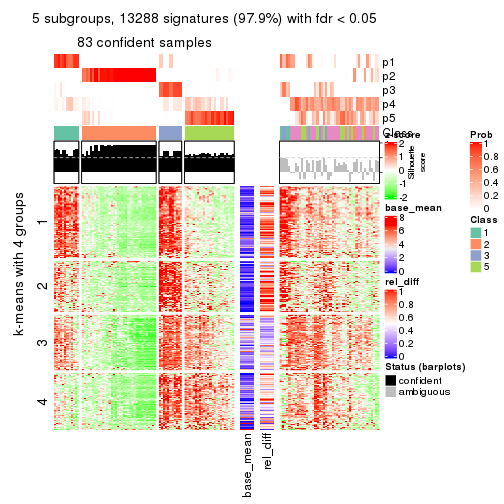 5 subgroups, 13288 signatures (97.9%) with fdr < 0.05
83 confident samples
p1
p2
p3
p4
p5
Class
z-score
2
1
0
-1
-2
Silhouette
score
Prob
1
0.8
0.6
0.4
0.2
0
base_mean
8
6
4
2
0
Class
1
2
3
5
rel_diff
1
0.8
0.6
0.4
0.2
0
Status (barplots)
confident
ambiguous
k-means with 4 groups
1
2
3
4
base_mean
rel_diff